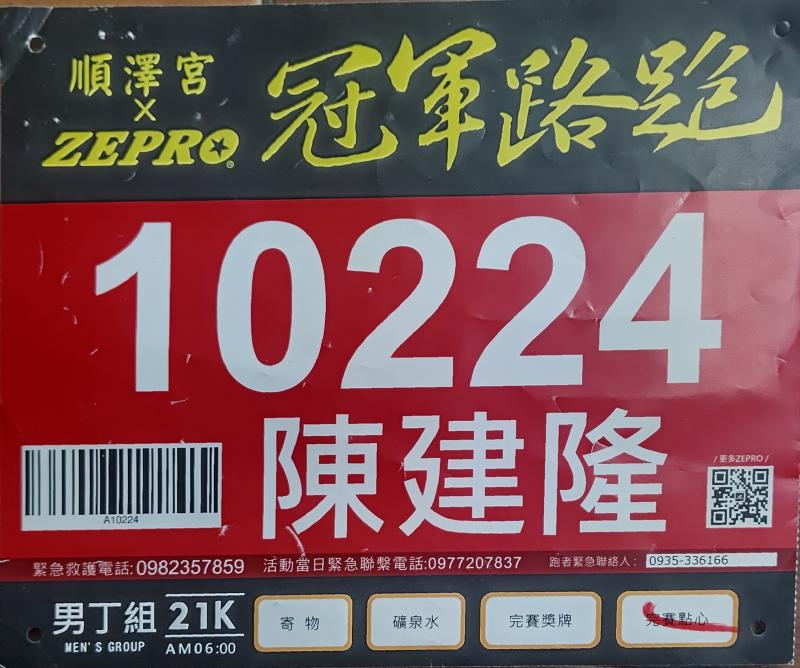 順澤宮
X
ZEPRO
冠軍路跑
10224
陳建隆
A10224
/ 更多ZEPRO /
緊急救護電話:0982357859
活動當日緊急聯繫電話:0977207837
跑者緊急聯絡人:
0935-336166
男丁組
MEN'S GROUP
21K
AM06:00
寄物
礦泉水
完賽獎牌
完賽點心